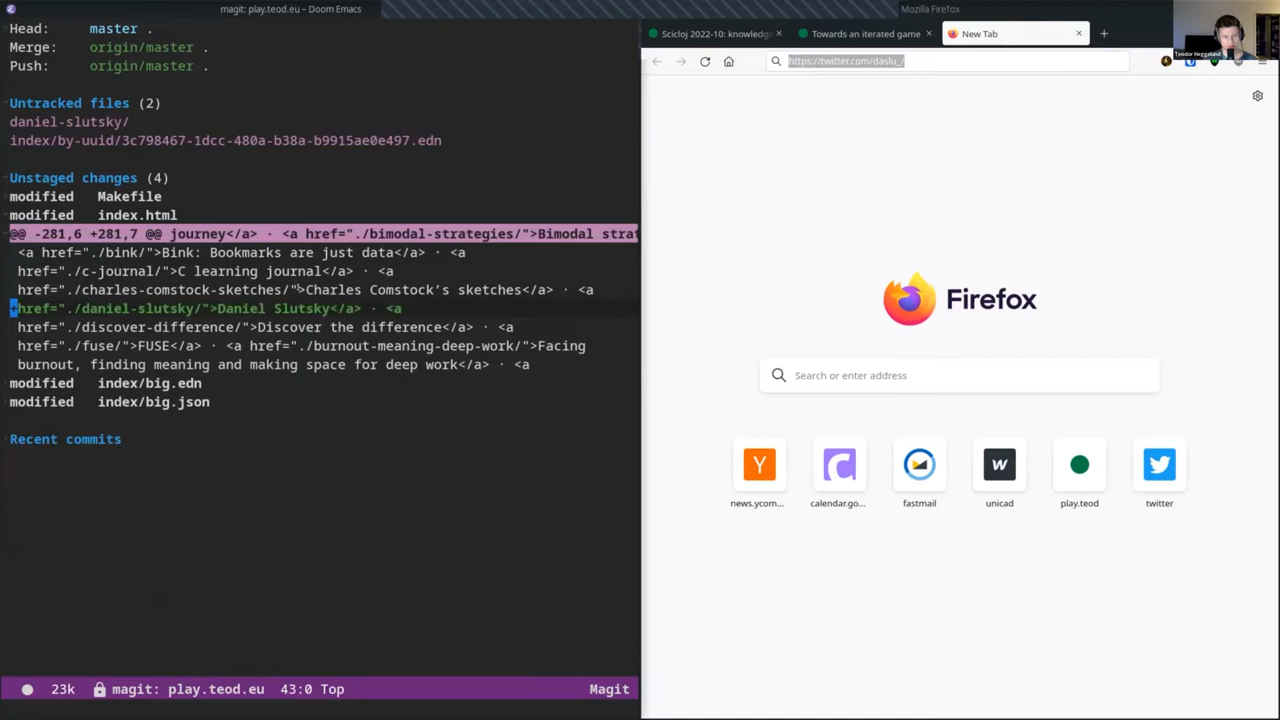 magit: play.teod.eu – Doom Emacs
Mozilla Firefox
Head: master .
Merge: origin/master .
Push: origin/master .
Untracked files (2)
daniel-slutsky/
index/by-uuid/3c798467-1dcc-480a-b38a-b9915ae0e497.edn
Unstaged changes (4)
modified Makefile
modified index.html
@@ -281,6 +281,7 @@ journey</a> · <a href="./bimodal-strategies/">Bimodal strat
<a href="./bink/">Bink: Bookmarks are just data</a> · <a
href="./c-journal/">C learning journal</a> · <a
href="./charles-comstock-sketches/">Charles Comstock’s sketches</a> · <a
+href="./daniel-slutsky/">Daniel Slutsky</a> · <a
href="./discover-difference/">Discover the difference</a> · <a
href="./fuse/">FUSE</a> · <a href="./burnout-meaning-deep-work/">Facing
burnout, finding meaning and making space for deep work</a> · <a
modified index/big.edn
modified index/big.json
Recent commits
23k magit: play.teod.eu 43:0 Top Magit
Scicloj 2022-10: knowledge
Towards an iterated game
New Tab
https://twitter.com/daslu_/
Teodor Heggelund
Firefox
Search or enter address
Y
w
news.ycom...
calendar.go...
fastmail
unicad
play.teod
twitter